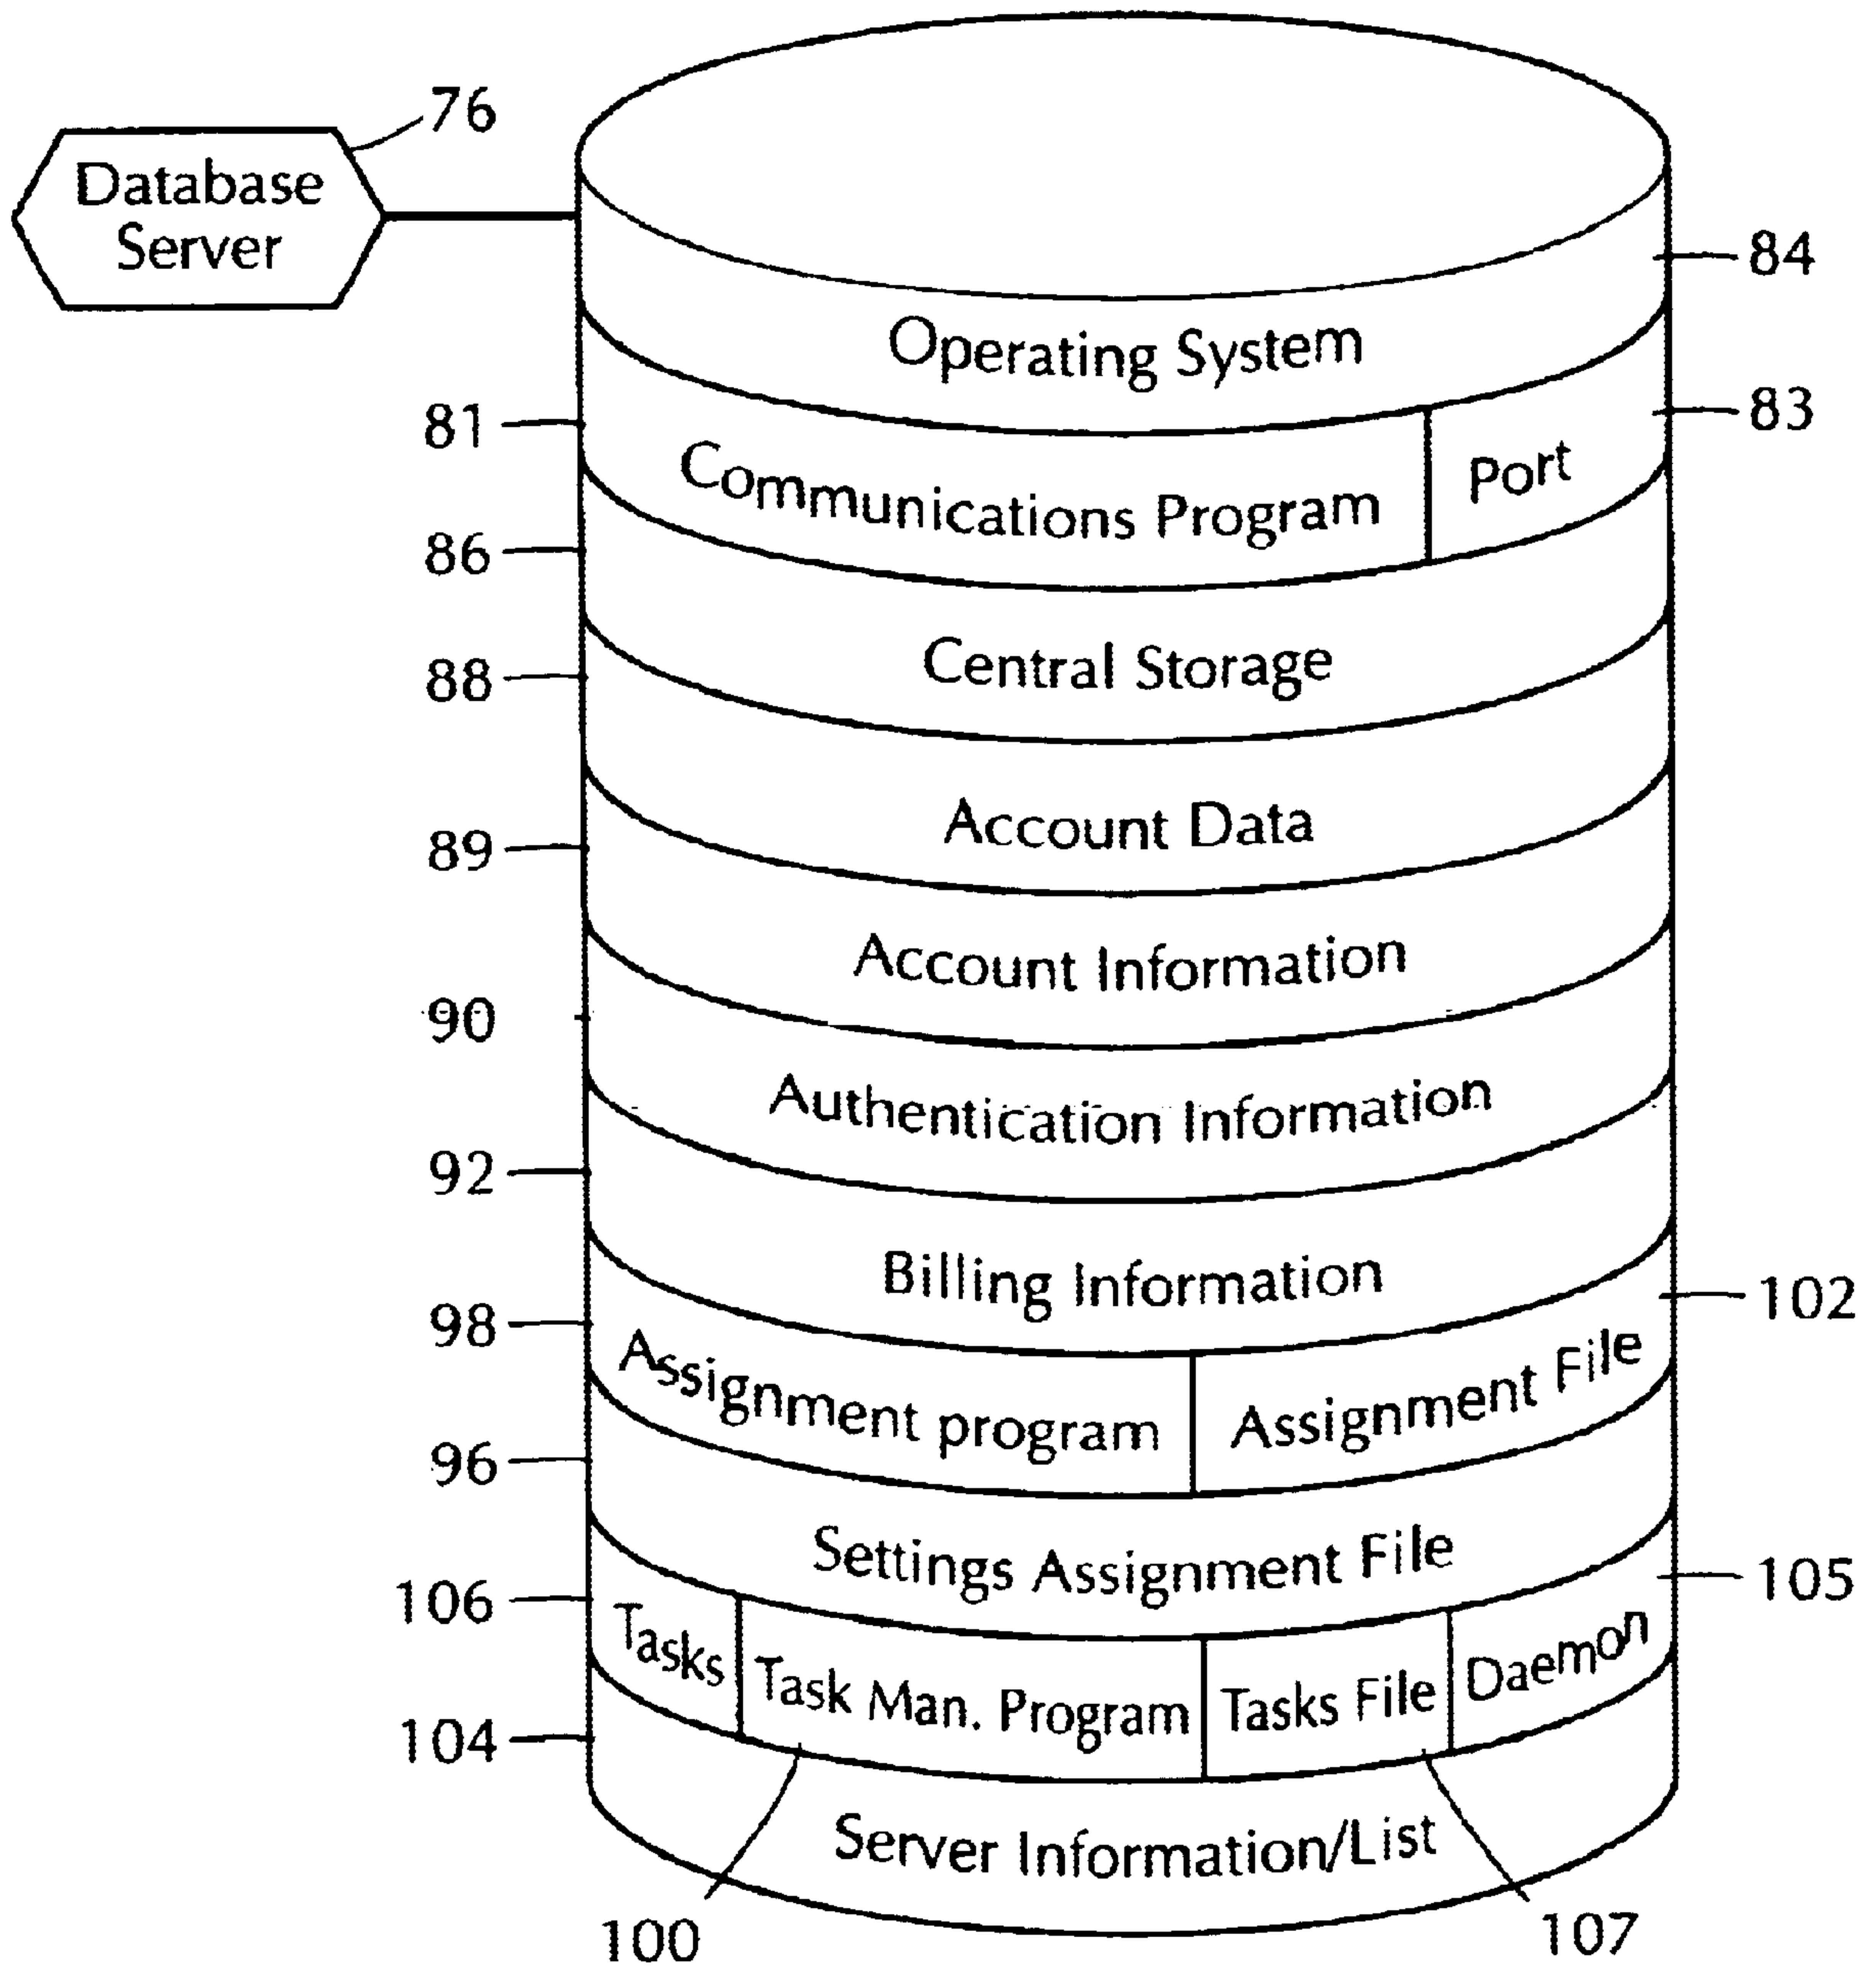 76
Database
Server
84
Operating System
81
83
Communications Program
Port
86
Central Storage
88
Account Data
89
Account Information
90
Authentication Information
92
Billing Information
102
98
Assignment program
Assignment File
96
Settings Assignment File
105
106
Tasks
Task Man. Program
Tasks File
Daemon
104
Server Information/List
100
107